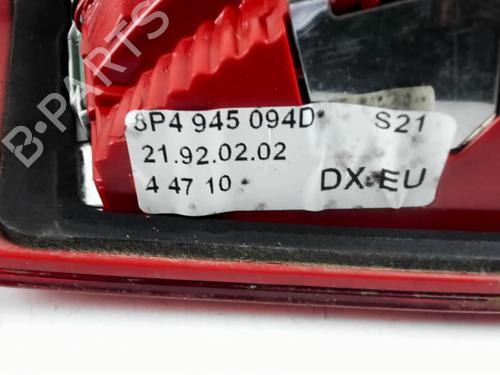 B-PARTS
8P4 945 094D S21
21.92.02.02
4 47 10 DX-EU